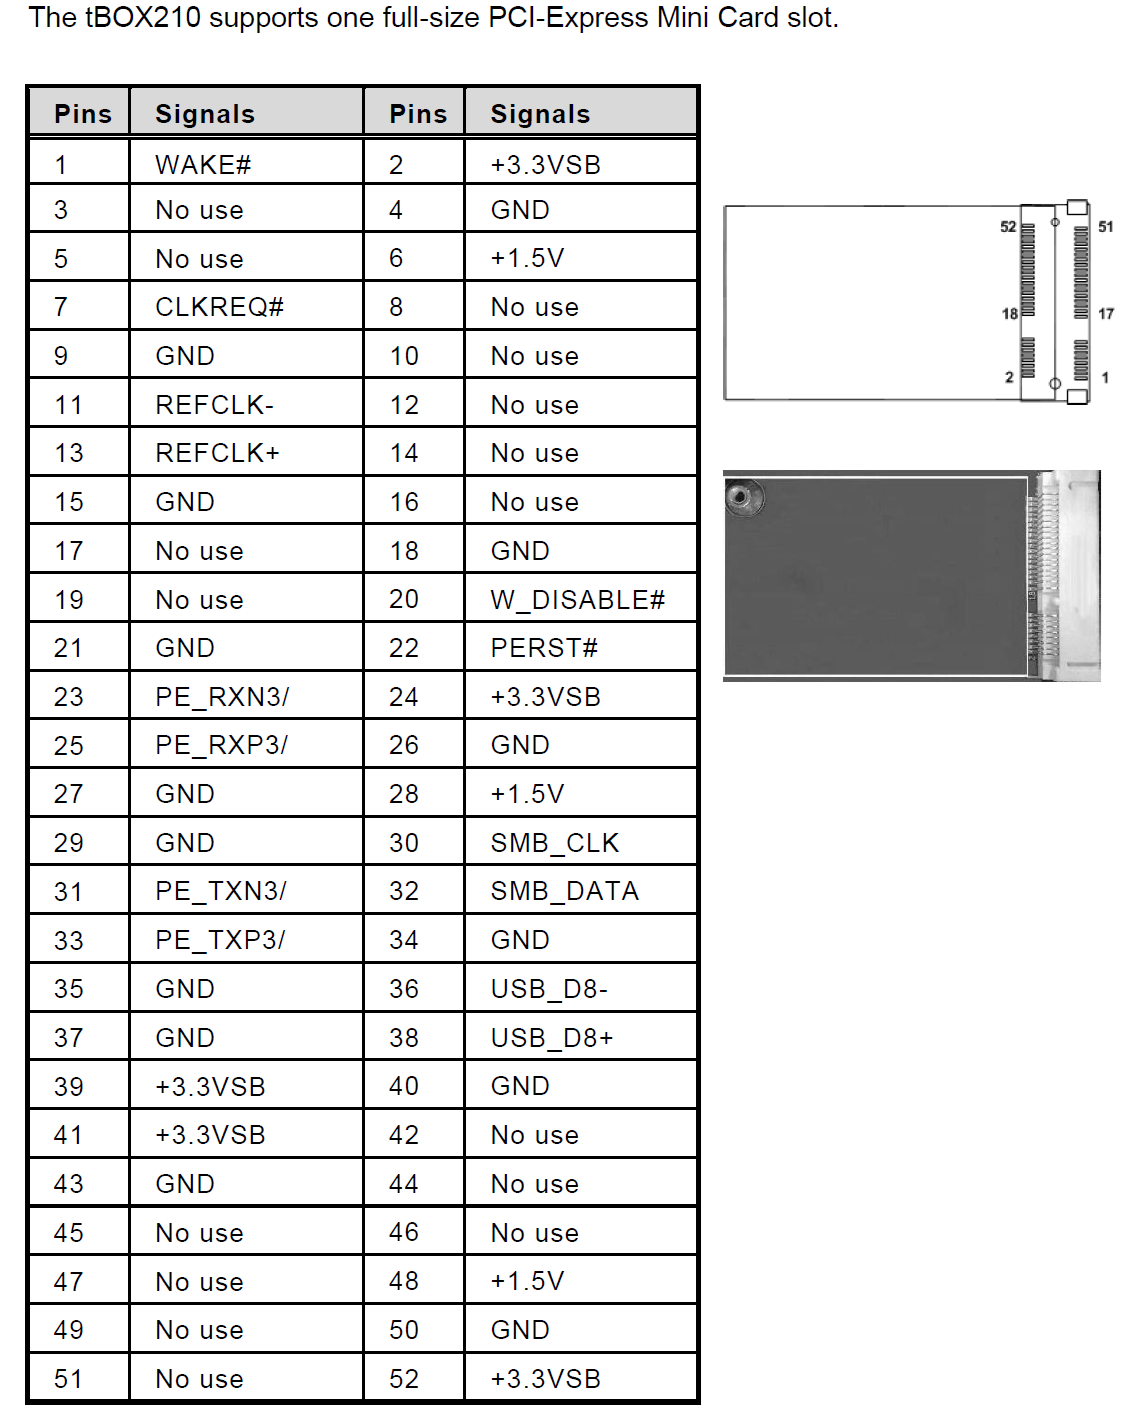 The tBOX210 supports one full-size PCI-Express Mini Card slot.
Pins Signals Pins Signals
1 WAKE# 2 +3.3VSB
3 No use 4 GND
5 No use 6 +1.5V
7 CLKREQ# 8 No use
9 GND 10 No use
11 REFCLK- 12 No use
13 REFCLK+ 14 No use
15 GND 16 No use
17 No use 18 GND
19 No use 20 W_DISABLE#
21 GND 22 PERST#
23 PE_RXN3/ 24 +3.3VSB
25 PE_RXP3/ 26 GND
27 GND 28 +1.5V
29 GND 30 SMB_CLK
31 PE_TXN3/ 32 SMB_DATA
33 PE_TXP3/ 34 GND
35 GND 36 USB_D8-
37 GND 38 USB_D8+
39 +3.3VSB 40 GND
41 +3.3VSB 42 No use
43 GND 44 No use
45 No use 46 No use
47 No use 48 +1.5V
49 No use 50 GND
51 No use 52 +3.3VSB
52 51
18 17
2 1